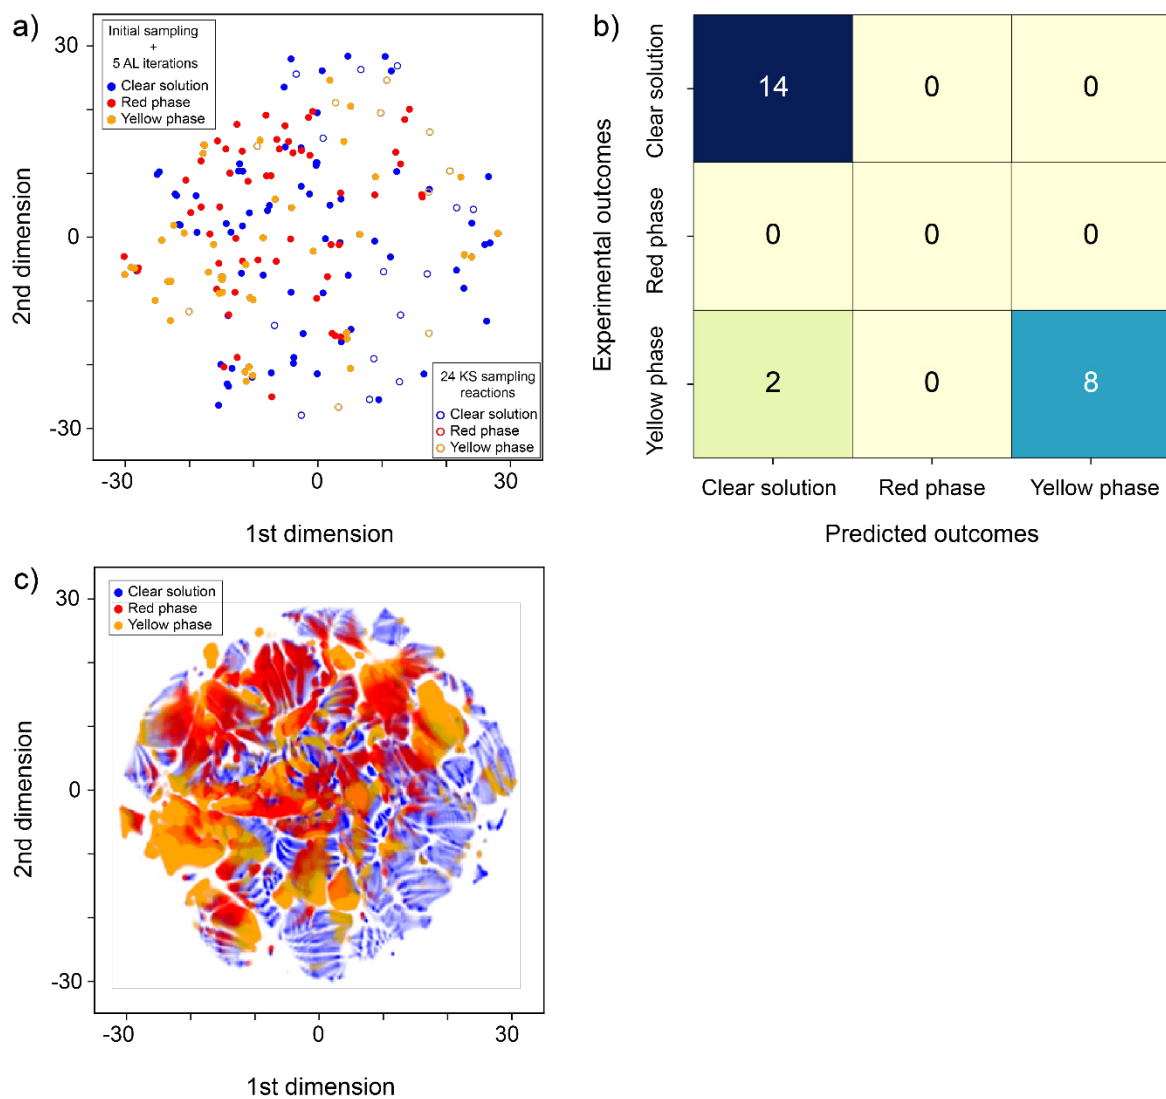 a)
30
0
-30
2nd dimension
Initial sampling
+
5 AL iterations
Clear solution
Red phase
Yellow phase
24 KS sampling
reactions
Clear solution
Red phase
Yellow phase
-30
0
30
1st dimension
b)
Experimental outcomes
Clear solution
Red phase
Yellow phase
14
0
0
0
0
0
2
0
8
Clear solution
Red phase
Yellow phase
Predicted outcomes
c)
30
0
-30
2nd dimension
Clear solution
Red phase
Yellow phase
-30
0
30
1st dimension